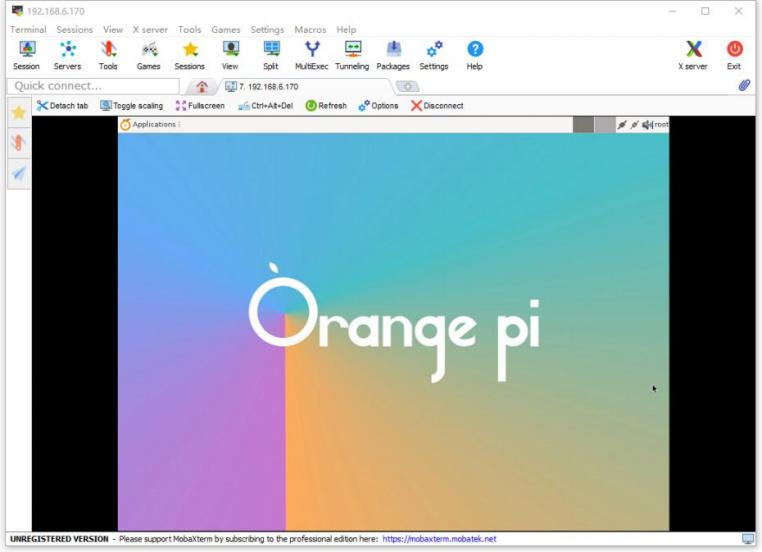 192.168.6.170
Terminal Sessions View X server Tools Games Settings Macros Help
Session Servers Tools Games Sessions View Split MultiExec Tunneling Packages Settings Help X server Exit
Quick connect... 7. 192.168.6.170
Detach tab Toggle scaling Fullscreen Ctrl+Alt+Del Refresh Options Disconnect
Applications root
Orange pi
UNREGISTERED VERSION - Please support MobaXterm by subscribing to the professional edition here: https://mobaxterm.mobatek.net